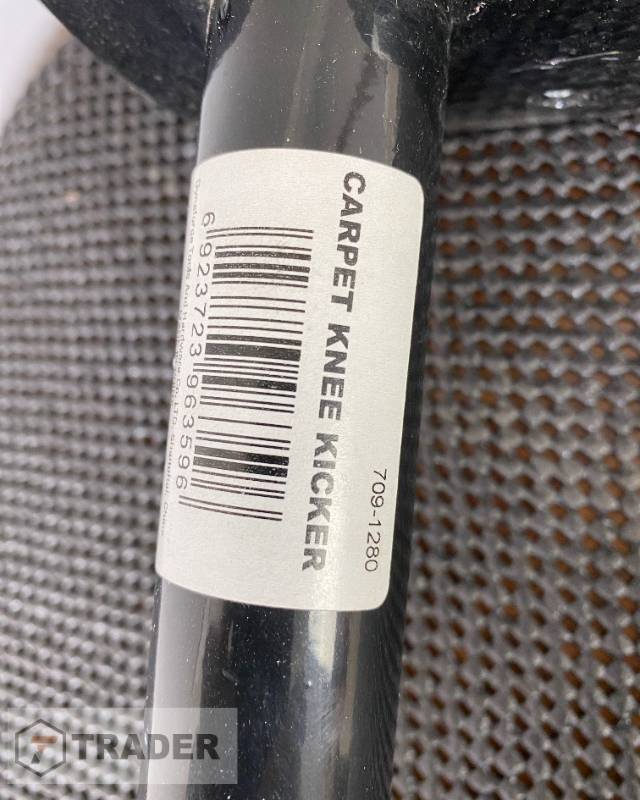 709-1280
CARPET KNEE KICKER
6 923723 963596
TRADER